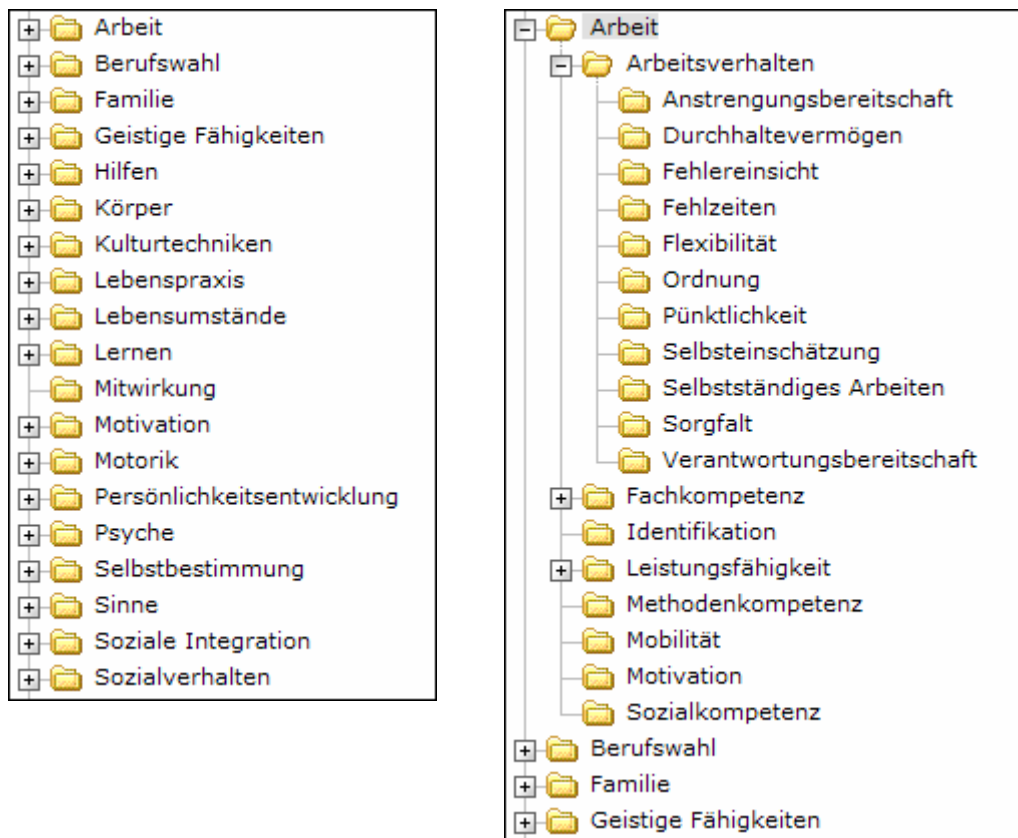 Arbeit
Berufswahl
Familie
Geistige Fähigkeiten
Hilfen
Körper
Kulturtechniken
Lebenspraxis
Lebensumstände
Lernen
Mitwirkung
Motivation
Motorik
Persönlichkeitsentwicklung
Psyche
Selbstbestimmung
Sinne
Soziale Integration
Sozialverhalten
Arbeit
Arbeitsverhalten
Anstrengungsbereitschaft
Durchhaltevermögen
Fehlereinsicht
Fehlzeiten
Flexibilität
Ordnung
Pünktlichkeit
Selbsteinschätzung
Selbstständiges Arbeiten
Sorgfalt
Verantwortungsbereitschaft
Fachkompetenz
Identifikation
Leistungsfähigkeit
Methodenkompetenz
Mobilität
Motivation
Sozialkompetenz
Berufswahl
Familie
Geistige Fähigkeiten